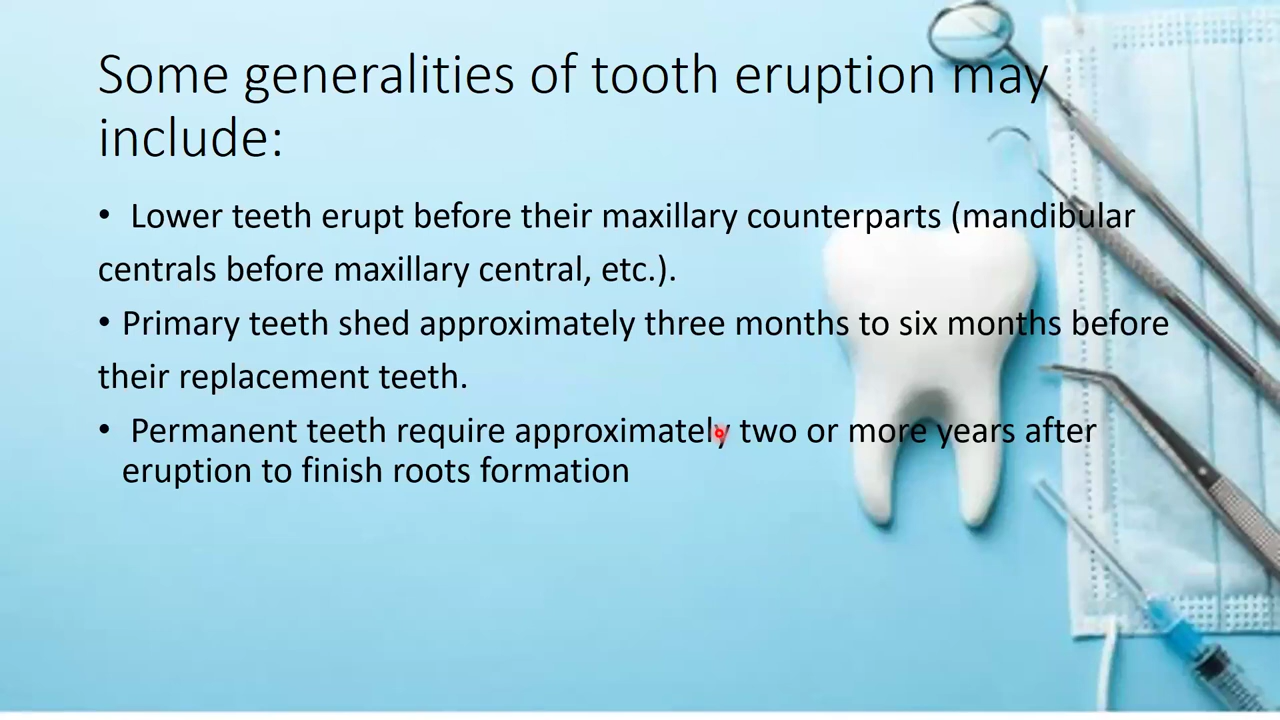 Some generalities of tooth eruption may
include:
• Lower teeth erupt before their maxillary counterparts (mandibular
centrals before maxillary central, etc.).
• Primary teeth shed approximately three months to six months before
their replacement teeth.
• Permanent teeth require approximately two or more years after
eruption to finish roots formation